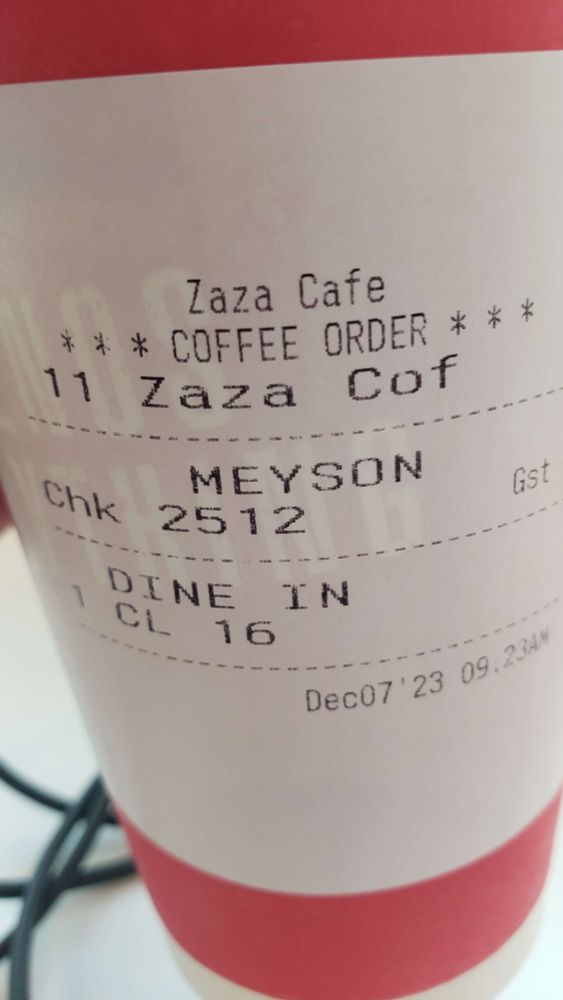 Zaza Cafe
* * * COFFEE ORDER * * *
11 Zaza Cof
MEYSON
Chk 2512 Gst
DINE IN
1 CL 16
Dec07'23 09:23AM